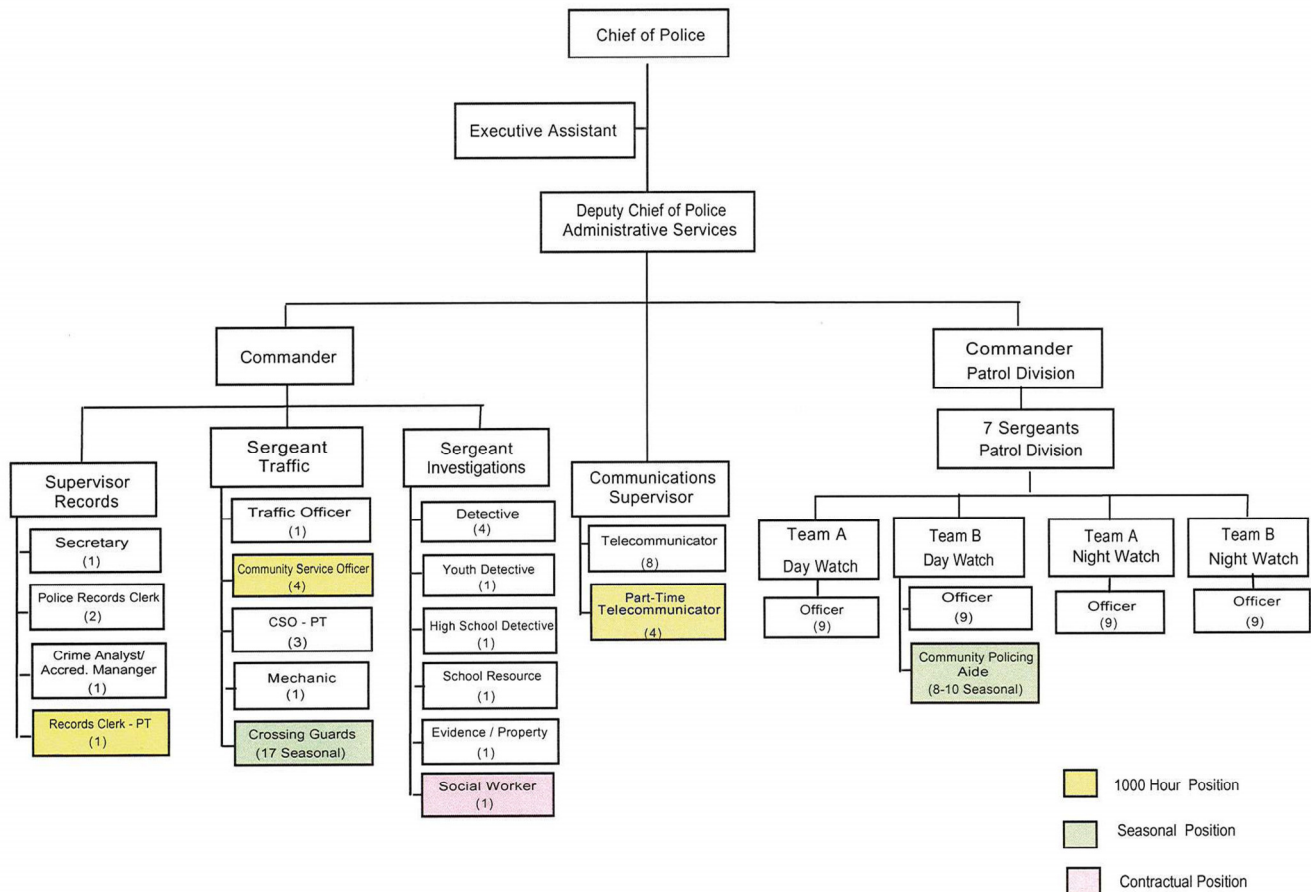 Chief of Police
Executive Assistant
Deputy Chief of Police
Administrative Services
Commander
Commander
Patrol Division
7 Sergeants
Patrol Division
Supervisor
Records
Secretary
(1)
Police Records Clerk
(2)
Crime Analyst/
Accred. Mananger
(1)
Records Clerk - PT
(1)
Sergeant
Traffic
Traffic Officer
(1)
Community Service Officer
(4)
CSO - PT
(3)
Mechanic
(1)
Crossing Guards
(17 Seasonal)
Sergeant
Investigations
Detective
(4)
Youth Detective
(1)
High School Detective
(1)
School Resource
(1)
Evidence / Property
(1)
Social Worker
(1)
Communications
Supervisor
Telecommunicator
(8)
Part-Time
Telecommunicator
(4)
Team A
Day Watch
Officer
(9)
Team B
Day Watch
Officer
(9)
Community Policing
Aide
(8-10 Seasonal)
Team A
Night Watch
Officer
(9)
Team B
Night Watch
Officer
(9)
1000 Hour Position
Seasonal Position
Contractual Position